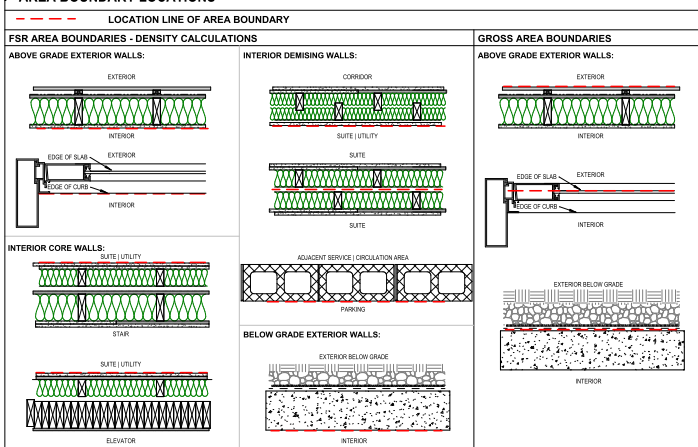 LOCATION LINE OF AREA BOUNDARY
FSR AREA BOUNDARIES - DENSITY CALCULATIONS
ABOVE GRADE EXTERIOR WALLS:
EXTERIOR
INTERIOR
EDGE OF SLAB
EXTERIOR
EDGE OF CURB
INTERIOR
INTERIOR CORE WALLS:
SUITE | UTILITY
STAIR
SUITE | UTILITY
ELEVATOR
INTERIOR DEMISING WALLS:
CORRIDOR
SUITE | UTILITY
SUITE
SUITE
ADJACENT SERVICE | CIRCULATION AREA
PARKING
BELOW GRADE EXTERIOR WALLS:
EXTERIOR BELOW GRADE
INTERIOR
GROSS AREA BOUNDARIES
ABOVE GRADE EXTERIOR WALLS:
EXTERIOR
INTERIOR
EDGE OF SLAB
EXTERIOR
EDGE OF CURB
INTERIOR
EXTERIOR BELOW GRADE
INTERIOR